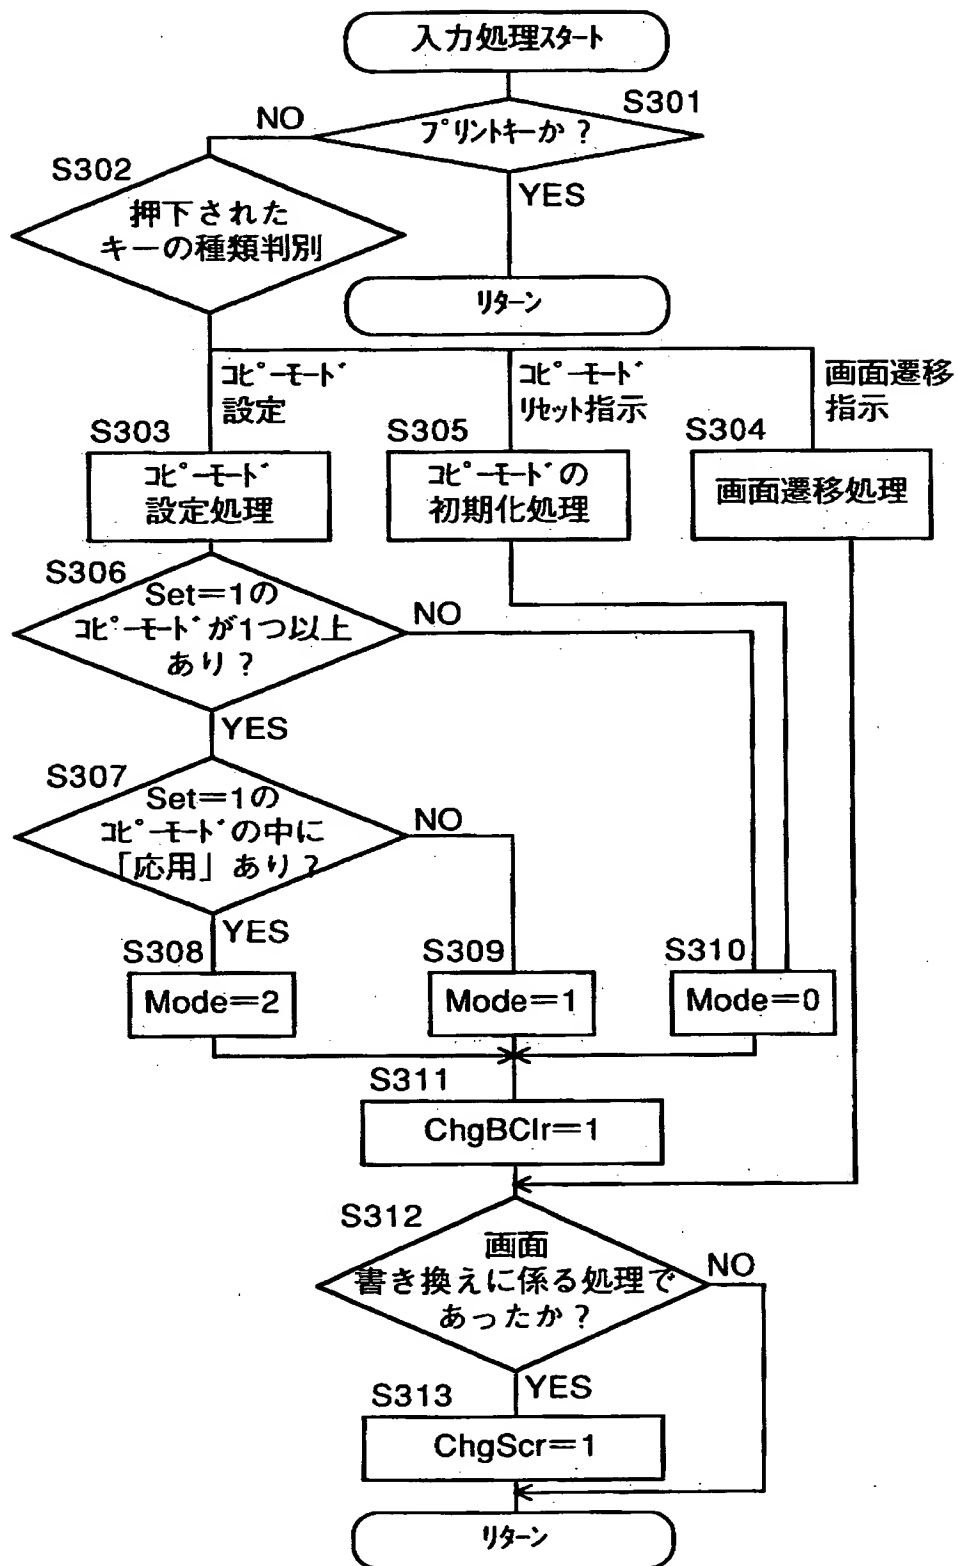 入力処理スタート
S301
プリントキーか？
NO
YES
S302
押下された
キーの種類判別
リターン
コピーモード
設定
コピーモード
リセット指示
画面遷移
指示
S303
コピーモード
設定処理
S305
コピーモードの
初期化処理
S304
画面遷移処理
S306
Set=1の
コピーモードが1つ以上
あり？
NO
YES
S307
Set=1の
コピーモードの中に
「応用」あり？
NO
YES
S308
Mode=2
S309
Mode=1
S310
Mode=0
S311
ChgBClr=1
S312
画面
書き換えに係る処理で
あったか？
NO
YES
S313
ChgScr=1
リターン